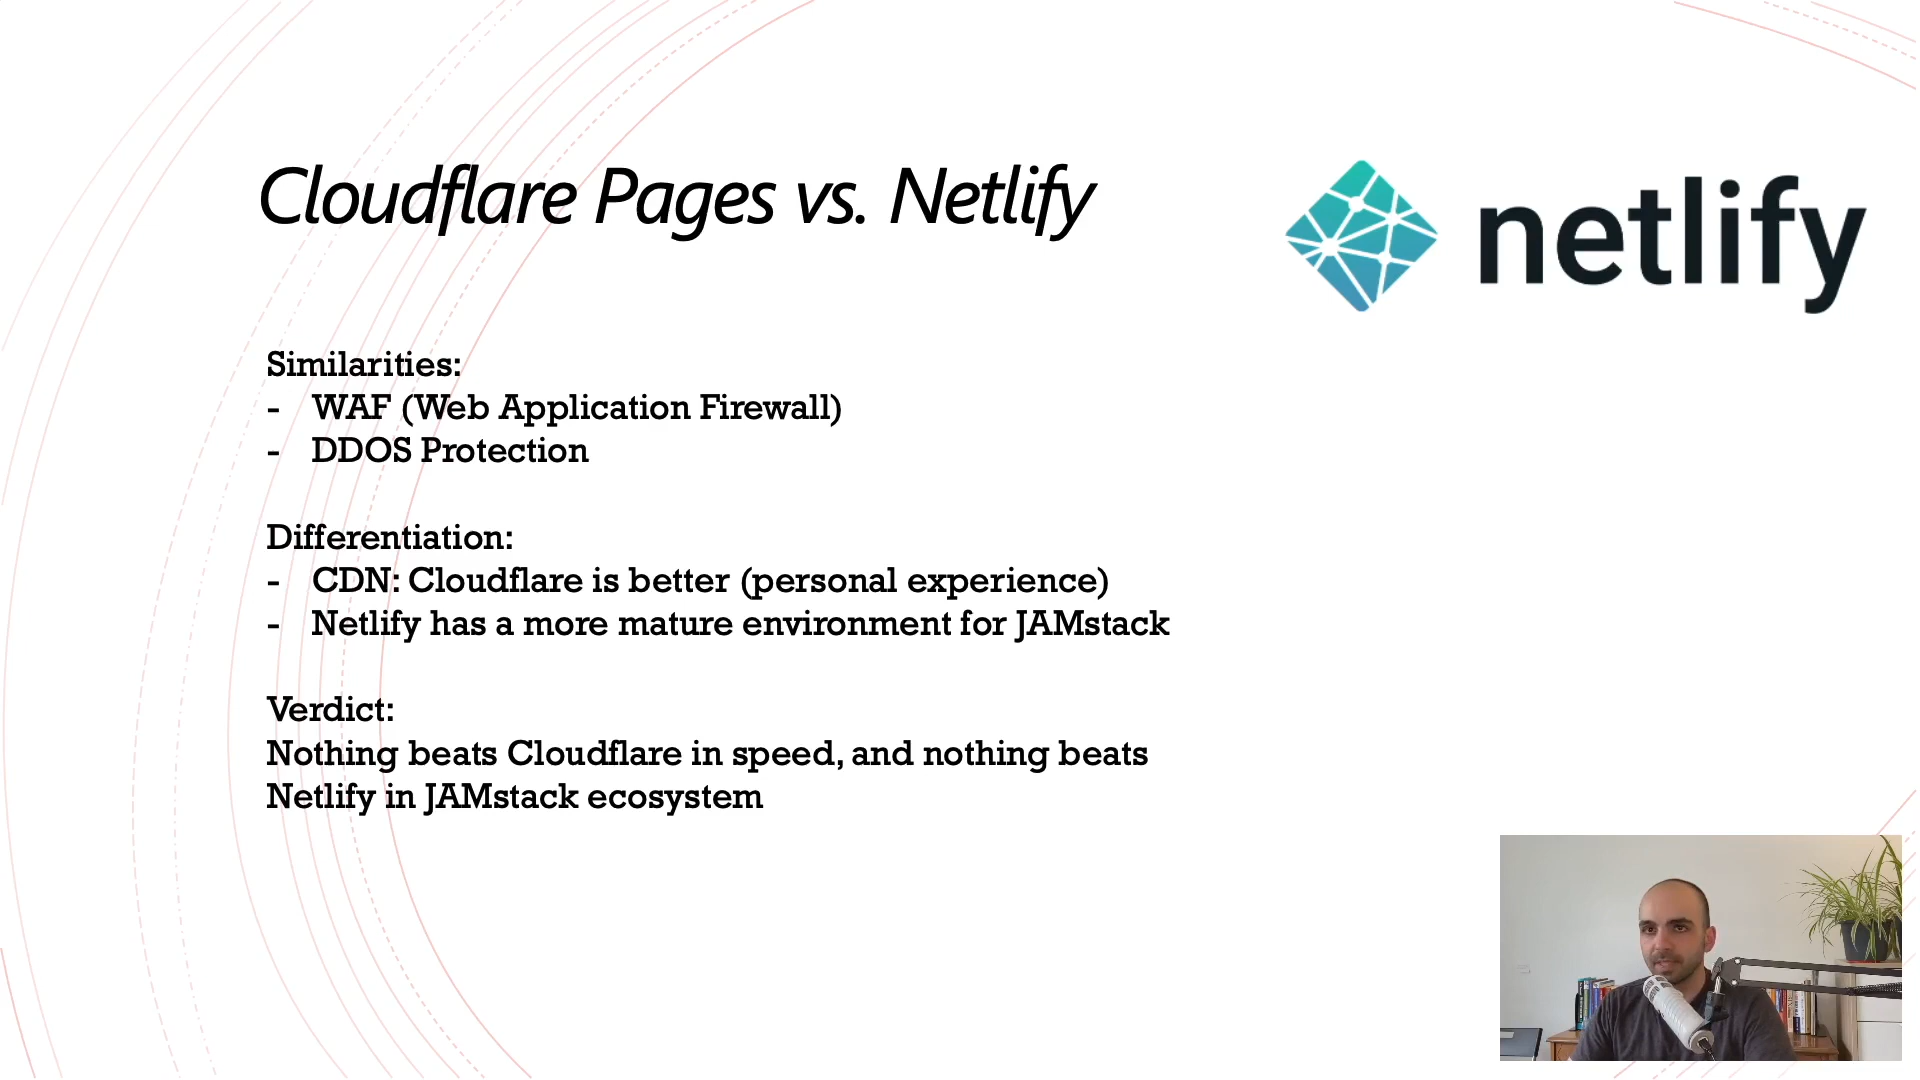 Cloudflare Pages vs. Netlify
netlify
Similarities:
- WAF (Web Application Firewall)
- DDOS Protection
Differentiation:
- CDN: Cloudflare is better (personal experience)
- Netlify has a more mature environment for JAMstack
Verdict:
Nothing beats Cloudflare in speed, and nothing beats
Netlify in JAMstack ecosystem